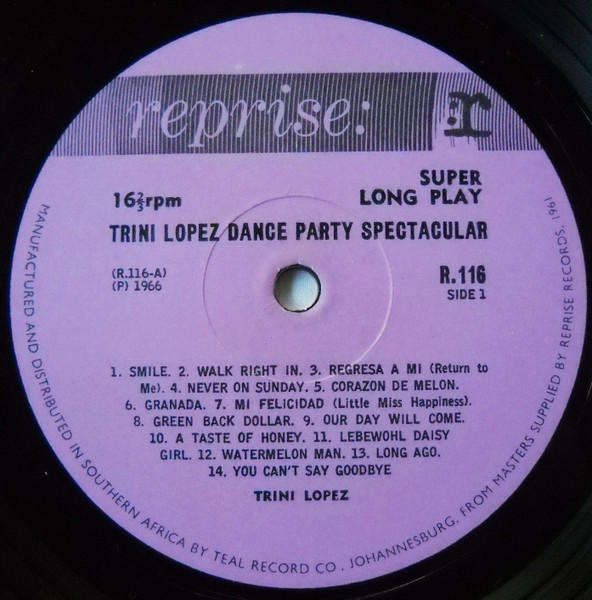 reprise: r
SUPER
16⅔rpm LONG PLAY
TRINI LOPEZ DANCE PARTY SPECTACULAR
(R.116-A) R.116
(P) 1966 SIDE 1
1. SMILE. 2. WALK RIGHT IN. 3. REGRESA A MI (Return to
Me). 4. NEVER ON SUNDAY. 5. CORAZON DE MELON.
6. GRANADA. 7. MI FELICIDAD (Little Miss Happiness).
8. GREEN BACK DOLLAR. 9. OUR DAY WILL COME.
10. A TASTE OF HONEY. 11. LEBEWOHL DAISY
GIRL. 12. WATERMELON MAN. 13. LONG AGO.
14. YOU CAN'T SAY GOODBYE
TRINI LOPEZ
MANUFACTURED AND DISTRIBUTED IN SOUTHERN AFRICA BY TEAL RECORD CO. JOHANNESBURG, FROM MASTERS SUPPLIED BY REPRISE RECORDS, 1961